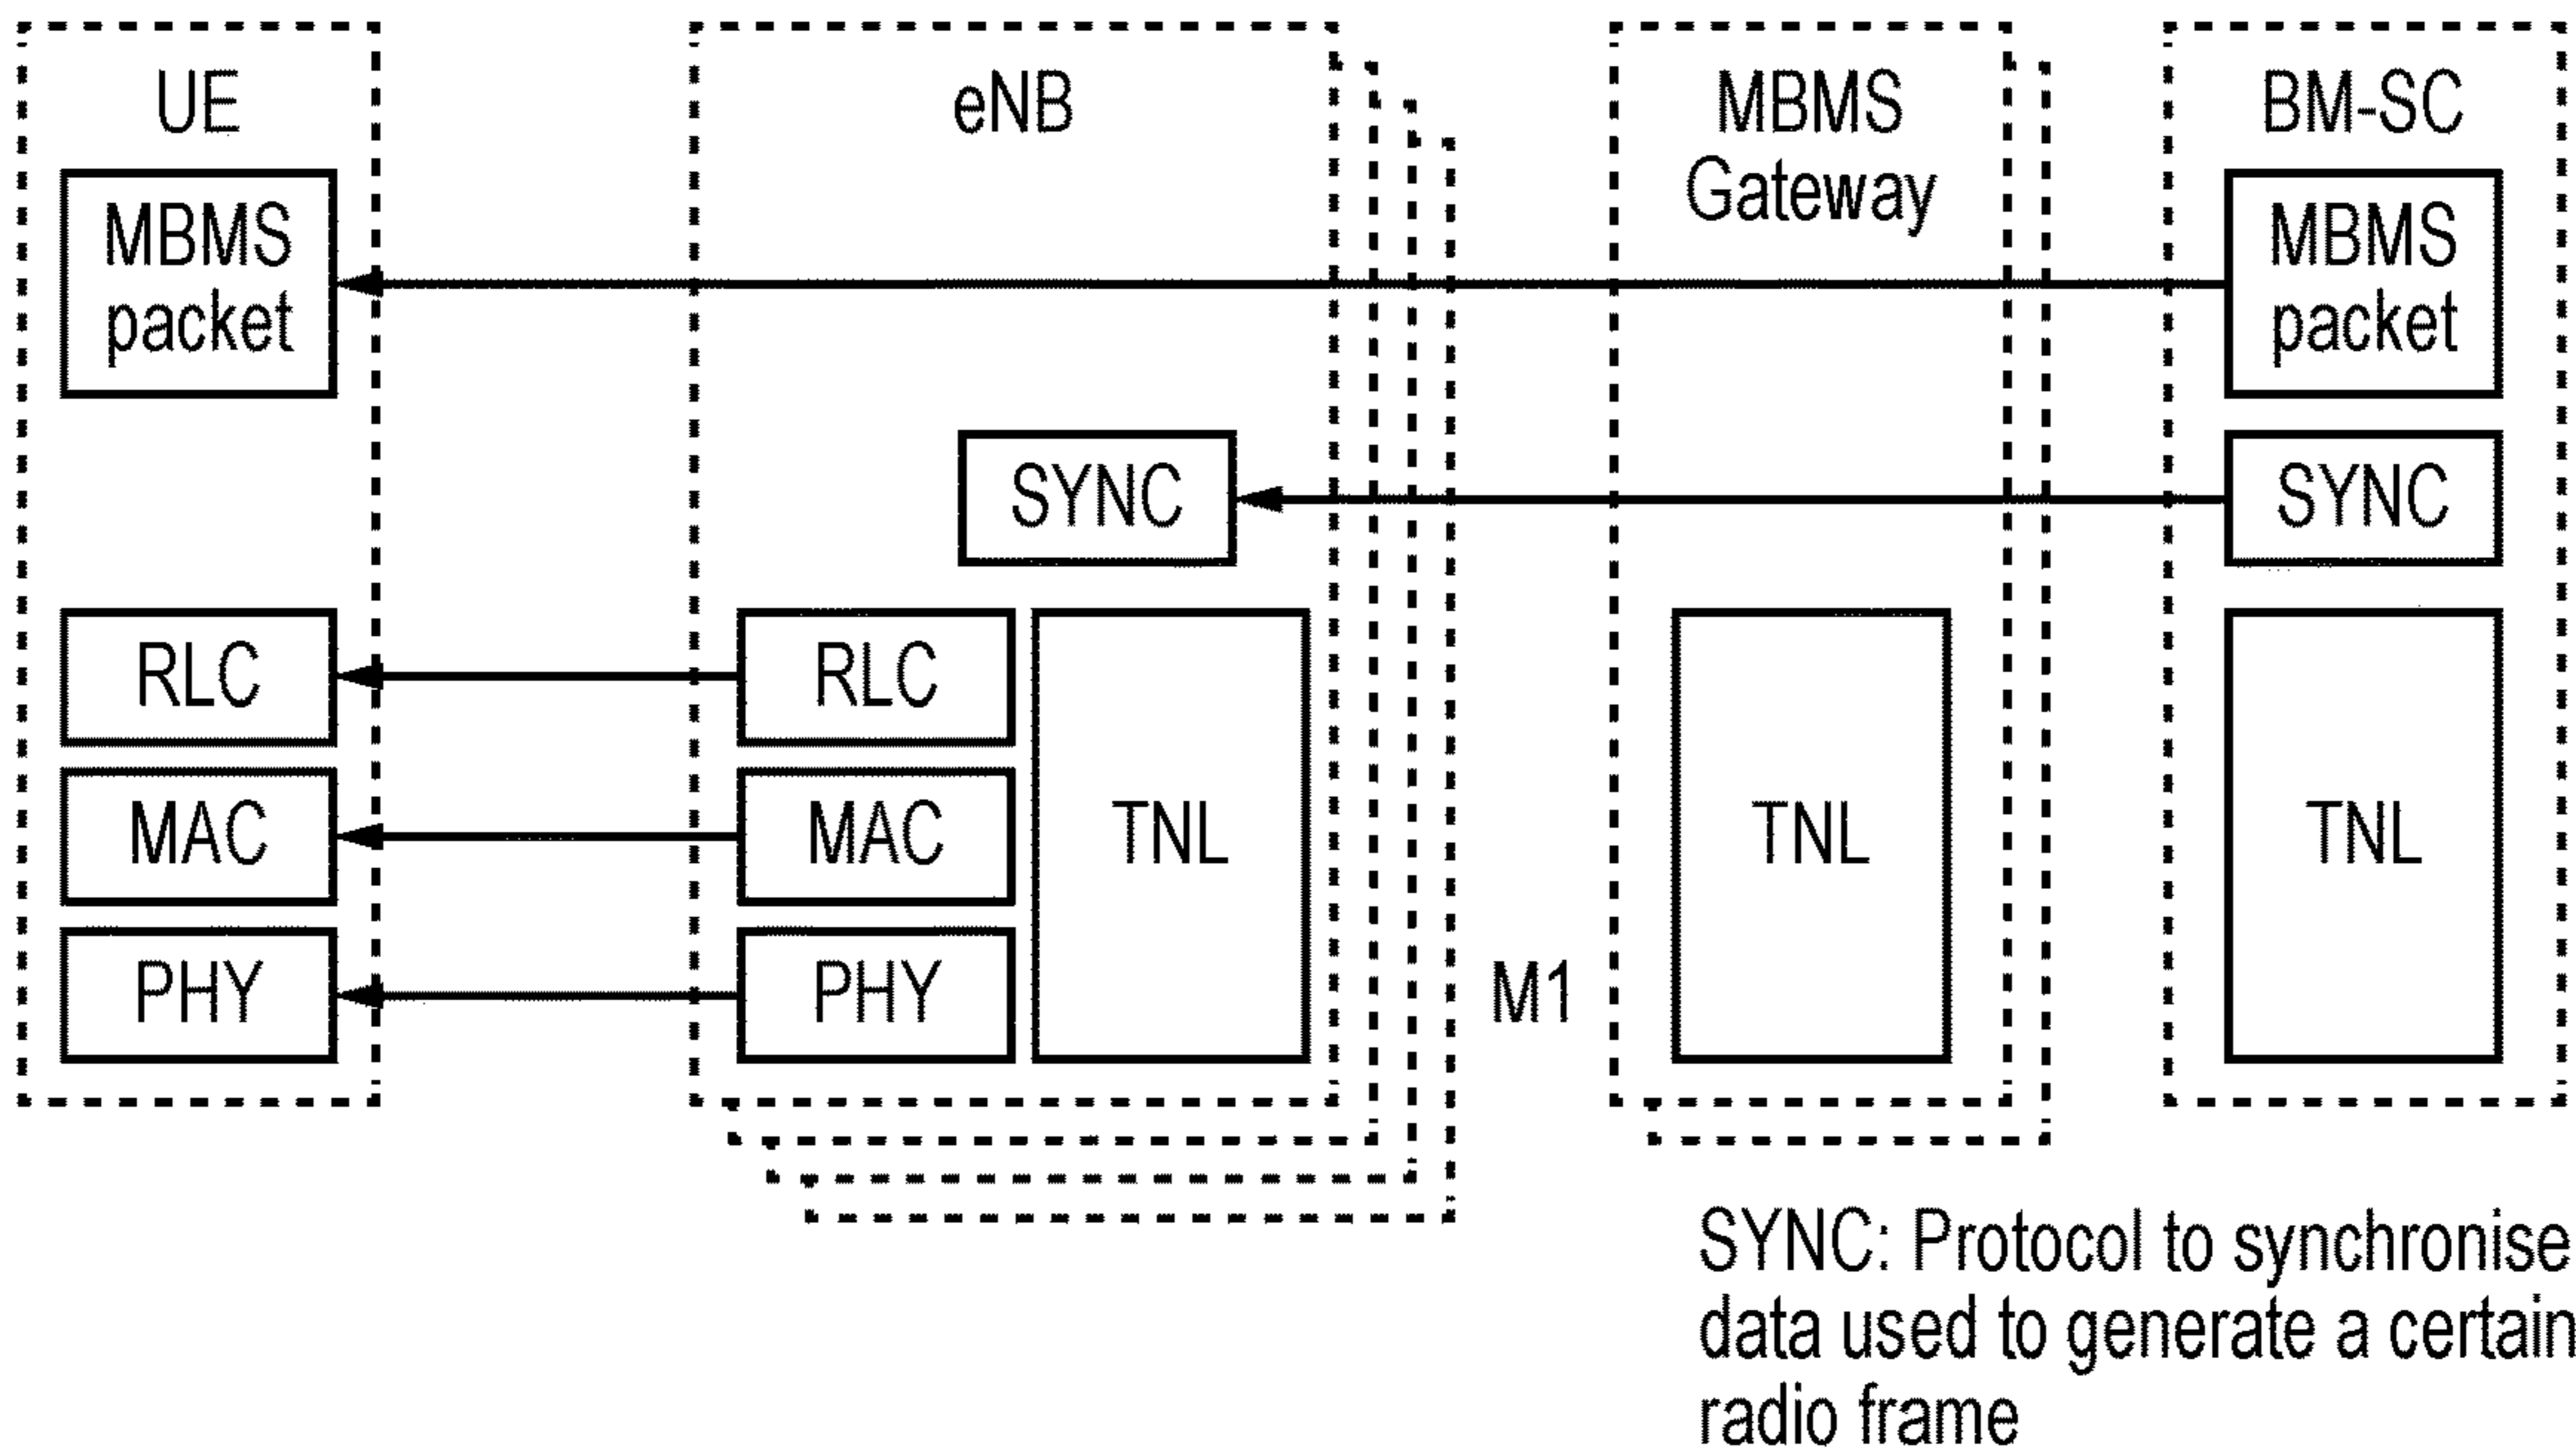 UE
eNB
MBMS
Gateway
BM-SC
MBMS
packet
MBMS
packet
SYNC
SYNC
RLC
RLC
MAC
MAC
PHY
PHY
TNL
M1
TNL
TNL
SYNC: Protocol to synchronise
data used to generate a certain
radio frame